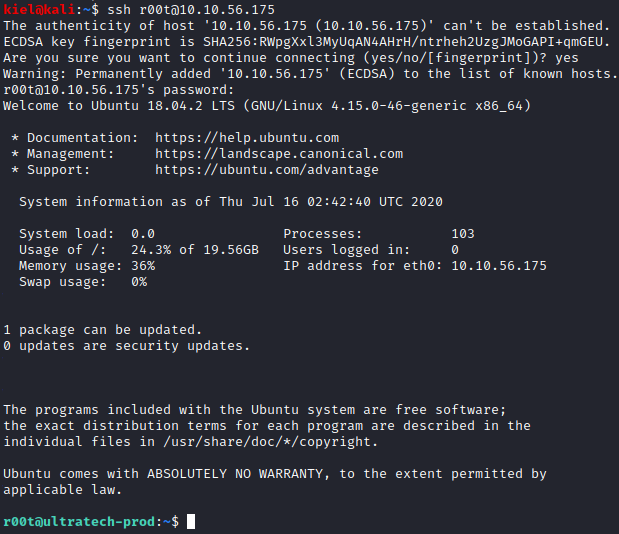 kiel@kali:~$ ssh r00t@10.10.56.175
The authenticity of host '10.10.56.175 (10.10.56.175)' can't be established.
ECDSA key fingerprint is SHA256:RWpgXxl3MyUqAN4AHrH/ntrheh2UzgJMoGAPI+qmGEU.
Are you sure you want to continue connecting (yes/no/[fingerprint])? yes
Warning: Permanently added '10.10.56.175' (ECDSA) to the list of known hosts.
r00t@10.10.56.175's password:
Welcome to Ubuntu 18.04.2 LTS (GNU/Linux 4.15.0-46-generic x86_64)
* Documentation:  https://help.ubuntu.com
* Management:     https://landscape.canonical.com
* Support:        https://ubuntu.com/advantage
System information as of Thu Jul 16 02:42:40 UTC 2020
System load:  0.0                Processes:           103
Usage of /:   24.3% of 19.56GB   Users logged in:     0
Memory usage: 36%                IP address for eth0: 10.10.56.175
Swap usage:   0%
1 package can be updated.
0 updates are security updates.
The programs included with the Ubuntu system are free software;
the exact distribution terms for each program are described in the
individual files in /usr/share/doc/*/copyright.
Ubuntu comes with ABSOLUTELY NO WARRANTY, to the extent permitted by
applicable law.
r00t@ultratech-prod:~$